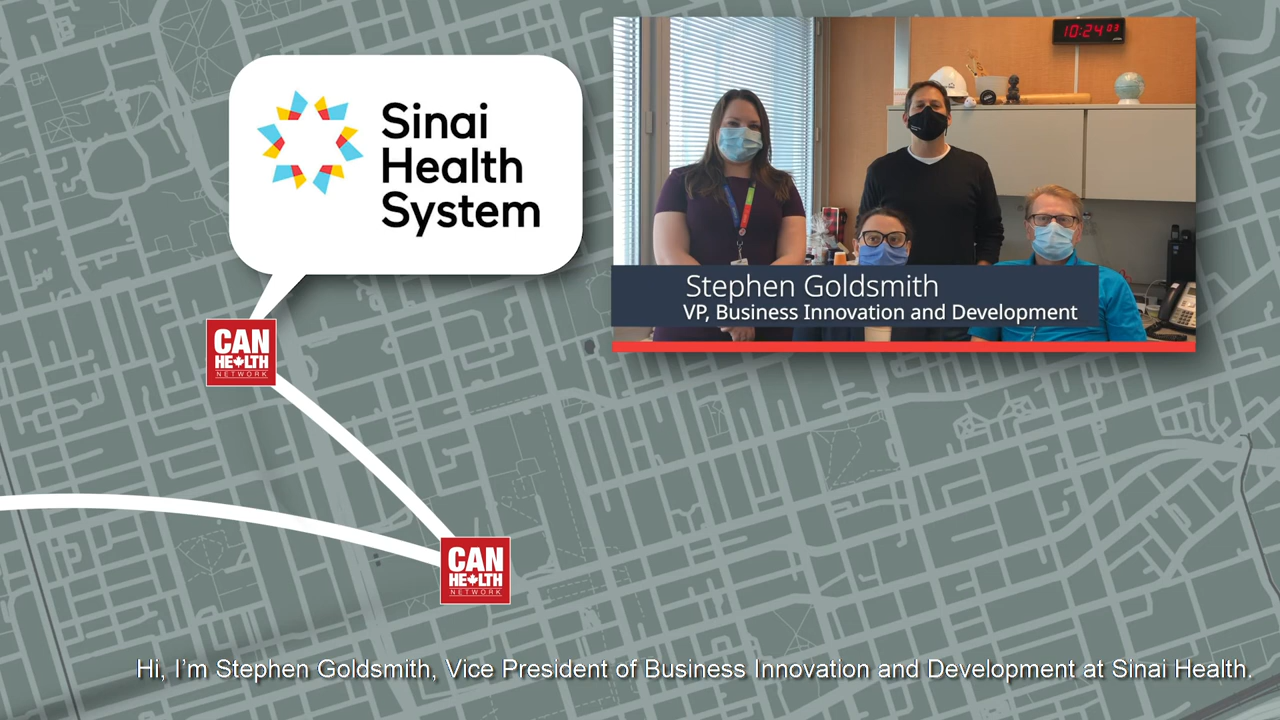 Sinai
Health
System
10:24 03
Stephen Goldsmith
VP, Business Innovation and Development
CAN
HEALTH
NETWORK
CAN
HEALTH
NETWORK
Hi, I'm Stephen Goldsmith, Vice President of Business Innovation and Development at Sinai Health.